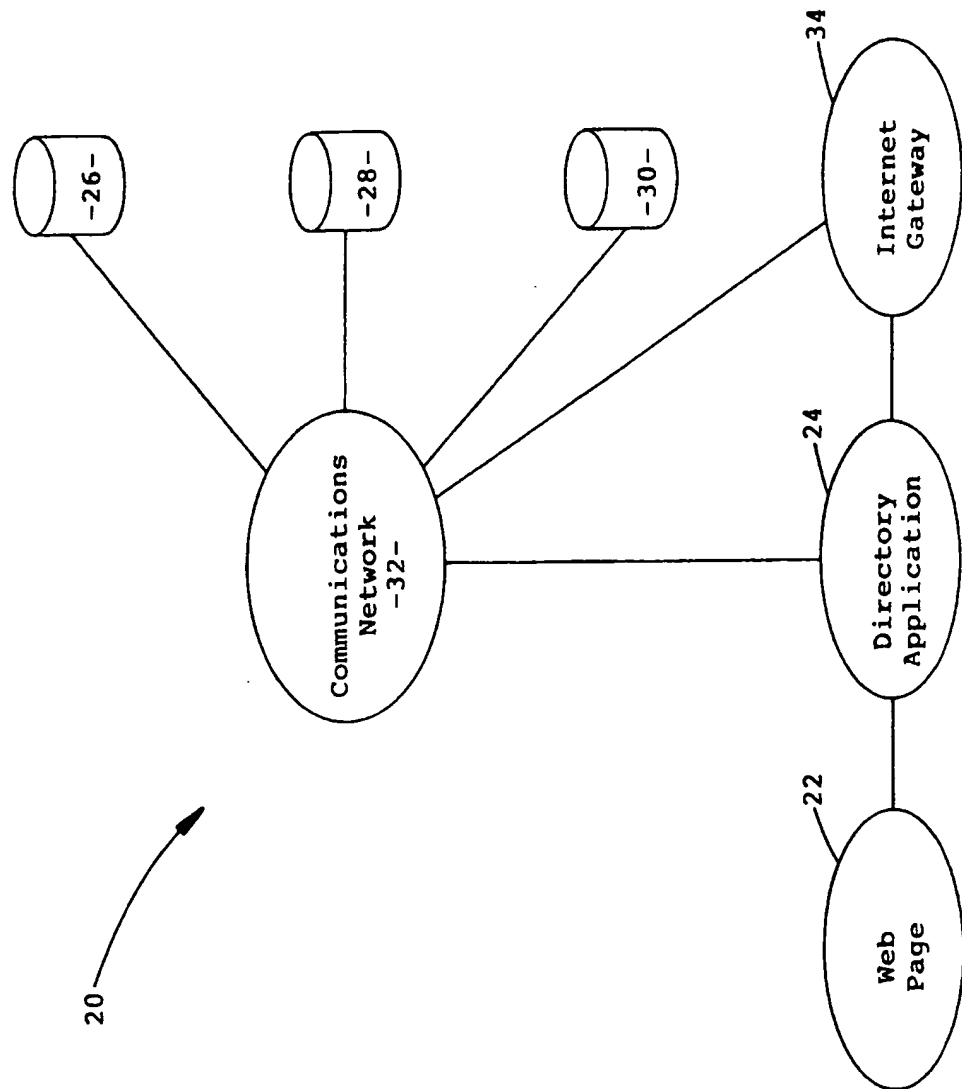 20
-26-
-28-
-30-
Communications
Network
-32-
22
Web
Page
24
Directory
Application
34
Internet
Gateway